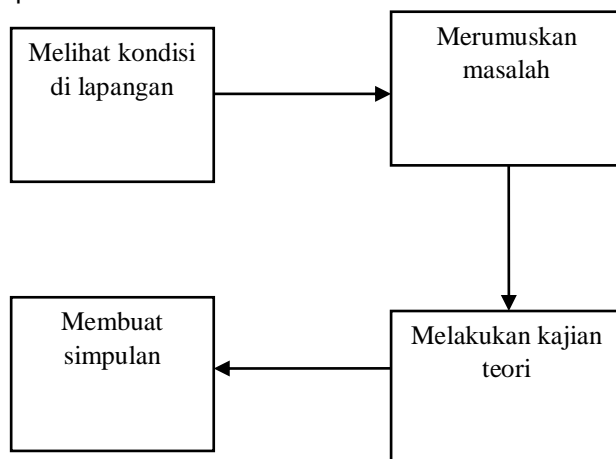 Melihat kondisi
di lapangan
Merumuskan
masalah
Melakukan kajian
teori
Membuat
simpulan